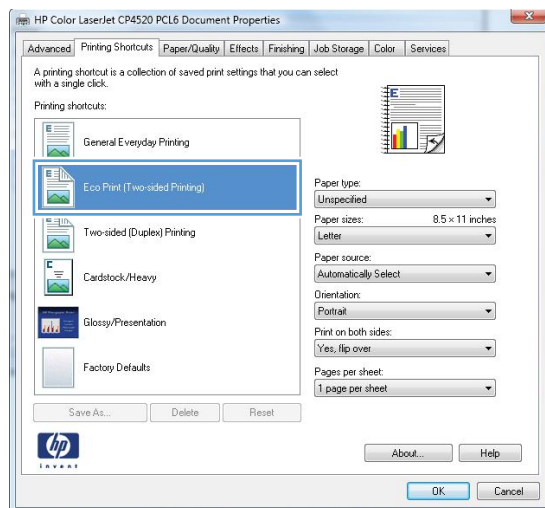 HP Color LaserJet CP4520 PCL6 Document Properties
Advanced Printing Shortcuts Paper/Quality Effects Finishing Job Storage Color Services
A printing shortcut is a collection of saved print settings that you can select
with a single click.
Printing shortcuts:
General Everyday Printing
Eco Print (Two-sided Printing)
Two-sided (Duplex) Printing
Cardstock/Heavy
Glossy/Presentation
Factory Defaults
Save As... Delete Reset
E
Paper type:
Unspecified
Paper sizes: 8.5 × 11 inches
Letter
Paper source:
Automatically Select
Orientation:
Portrait
Print on both sides:
Yes, flip over
Pages per sheet:
1 page per sheet
hp
invent
About... Help
OK Cancel